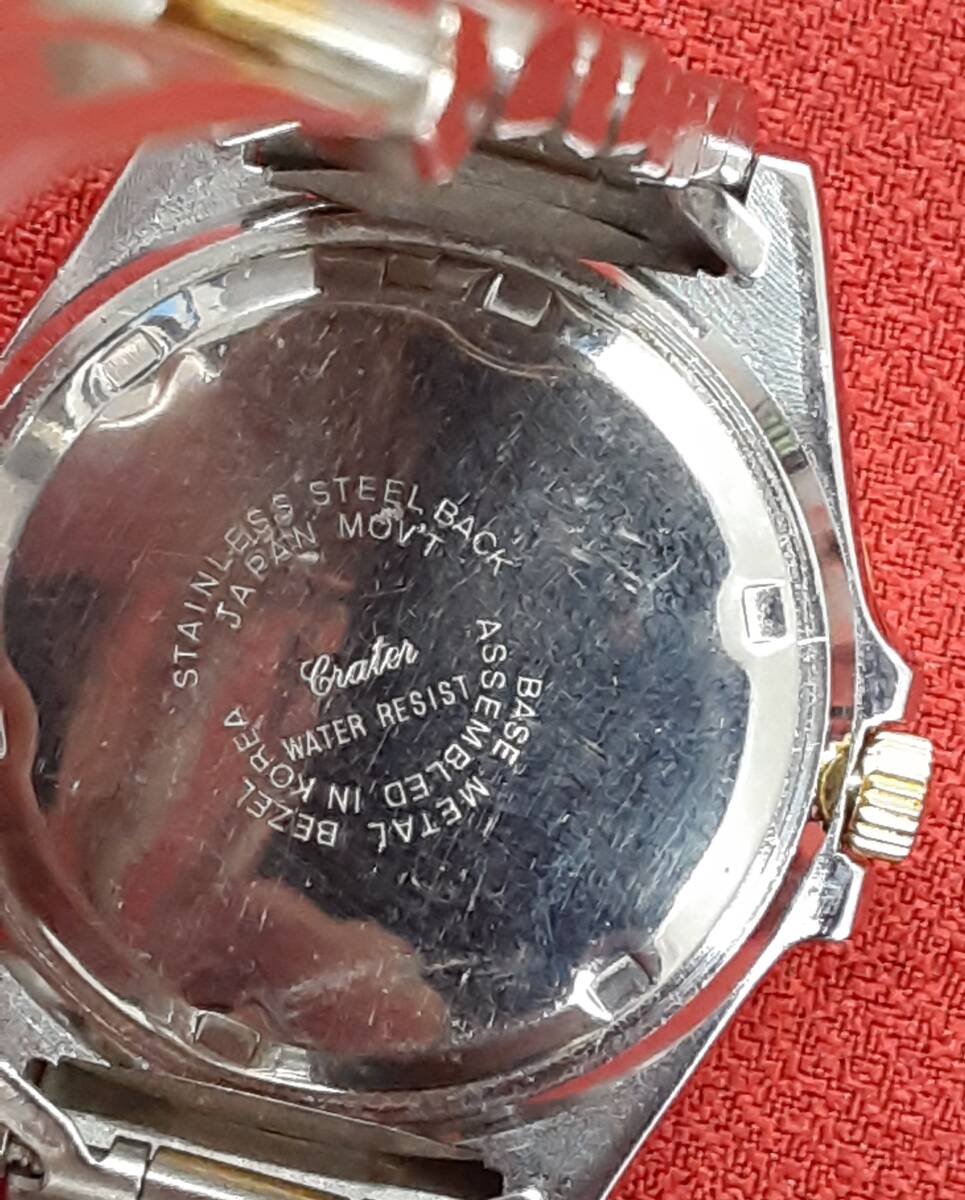 STAINLESS STEEL BACK
JAPAN MOV'T
Crater
WATER RESIST
ASSEMBLED IN KOREA
BASE METAL BEZEL